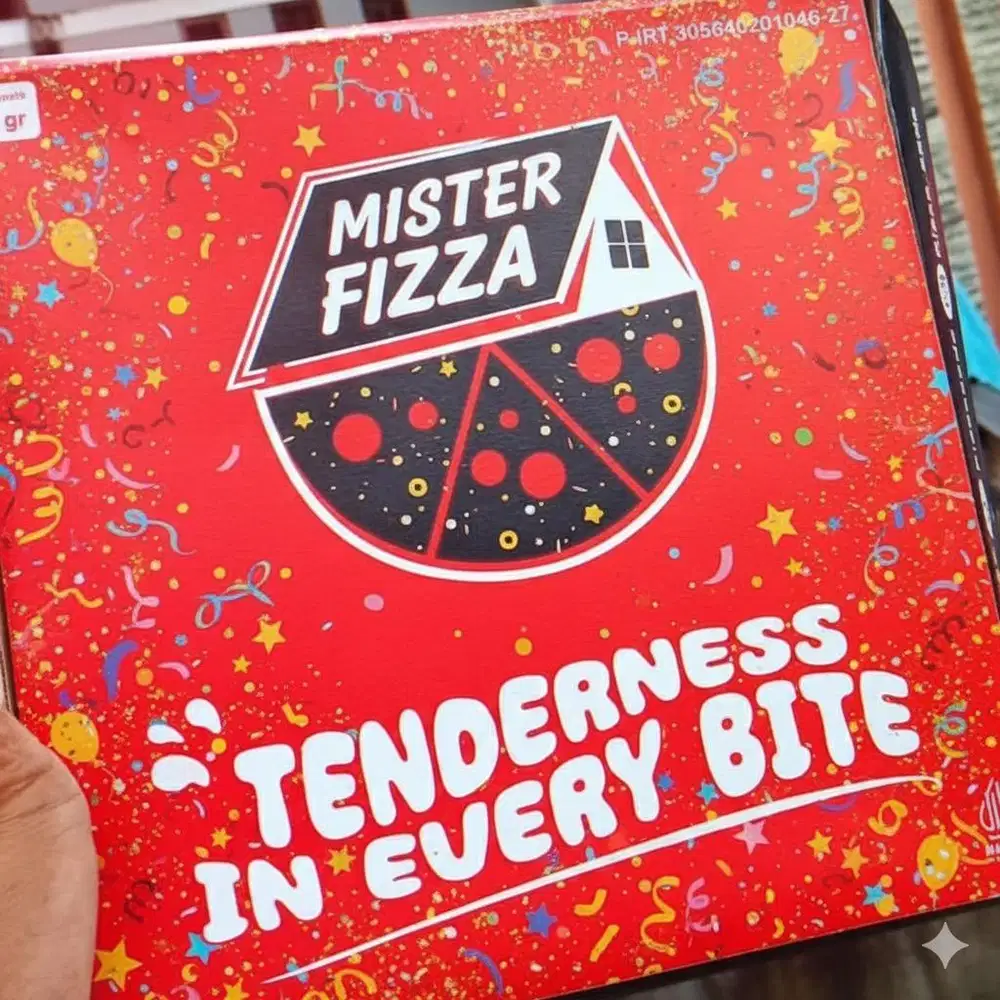 P-IRT 305640201046-27.
gr
MISTER
FIZZA
TENDERNESS
IN EVERY BITE